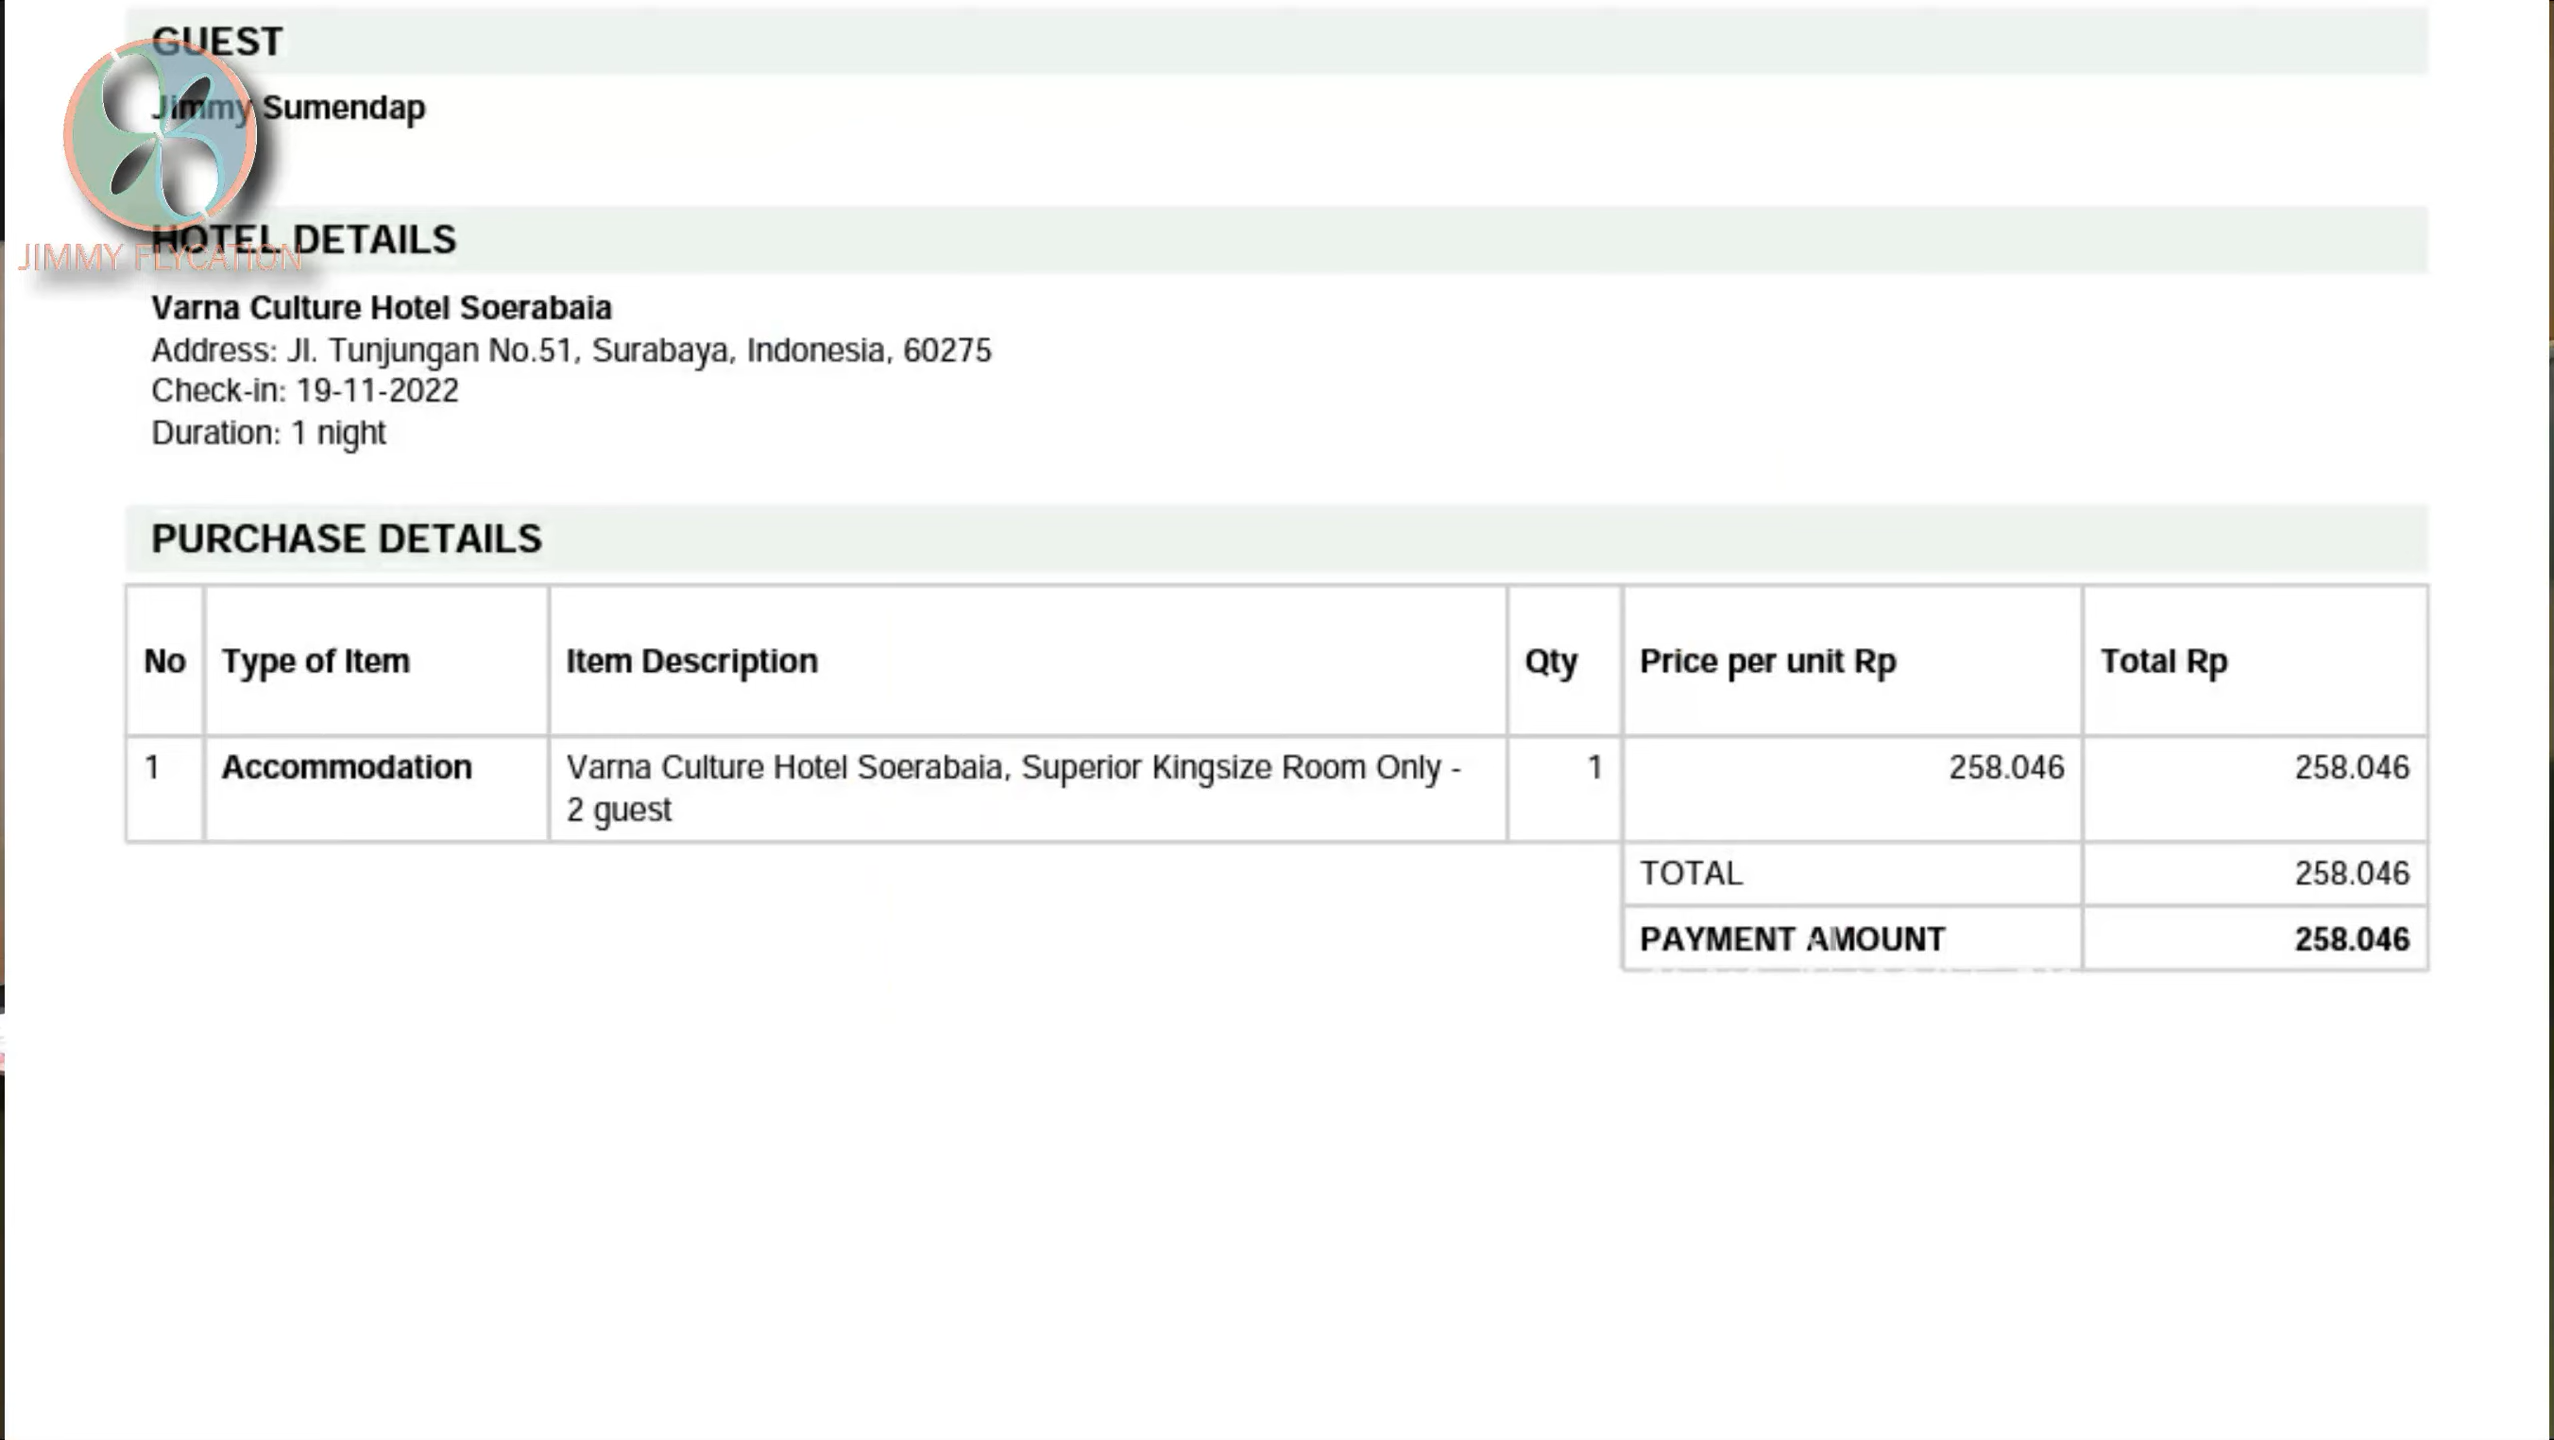 GUEST
Jimmy Sumendap
JIMMY FLYCATION
HOTEL DETAILS
Varna Culture Hotel Soerabaia
Address: Jl. Tunjungan No.51, Surabaya, Indonesia, 60275
Check-in: 19-11-2022
Duration: 1 night
PURCHASE DETAILS
No Type of Item Item Description Qty Price per unit Rp Total Rp
1 Accommodation Varna Culture Hotel Soerabaia, Superior Kingsize Room Only - 1 258.046 258.046
2 guest
TOTAL 258.046
PAYMENT AMOUNT 258.046